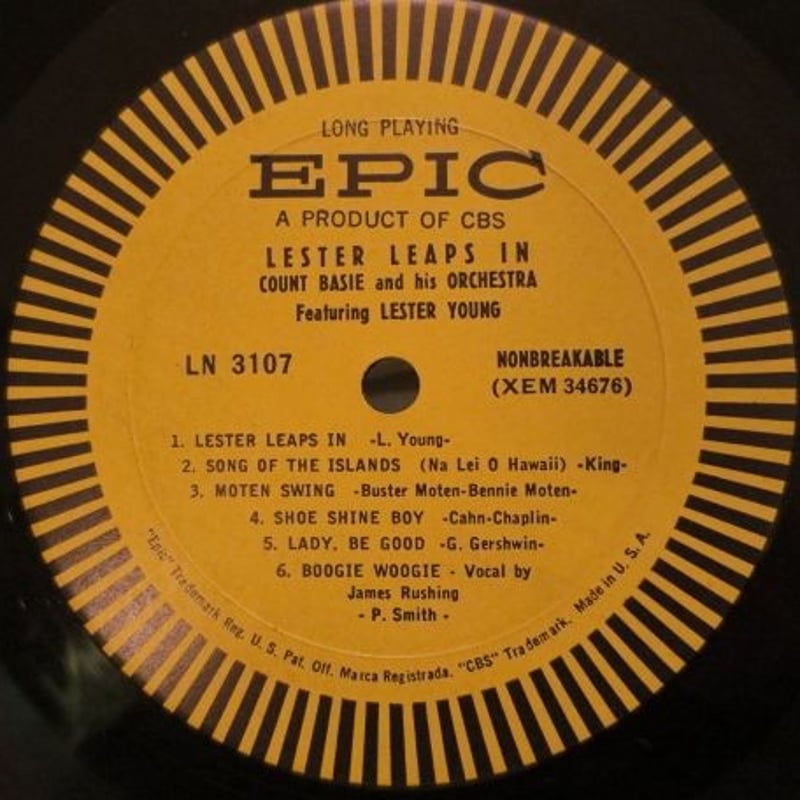 LONG PLAYING
EPIC
A PRODUCT OF CBS
LESTER LEAPS IN
COUNT BASIE and his ORCHESTRA
Featuring LESTER YOUNG
LN 3107
NONBREAKABLE
(XEM 34676)
1. LESTER LEAPS IN -L. Young-
2. SONG OF THE ISLANDS (Na Lei O Hawaii) -King-
3. MOTEN SWING -Buster Moten-Bennie Moten-
4. SHOE SHINE BOY -Cahn-Chaplin-
5. LADY, BE GOOD -G. Gershwin-
6. BOOGIE WOOGIE - Vocal by
James Rushing
- P. Smith -
"Epic" Trademark Reg. U. S. Pat. Off. Marca Registrada. "CBS" Trademark. Made in U. S. A.